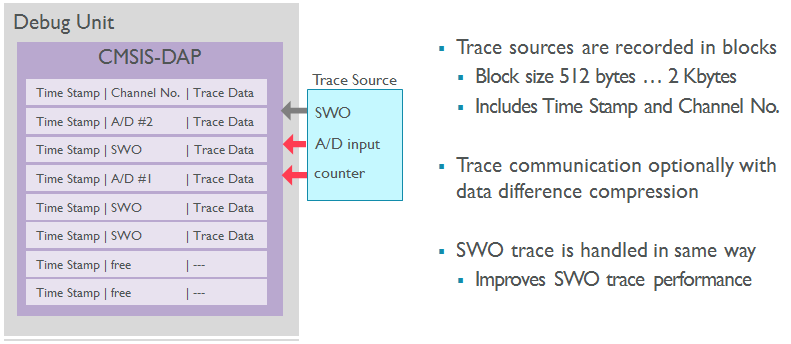 Debug Unit
CMSIS-DAP
Time Stamp | Channel No. | Trace Data
Time Stamp | A/D #2 | Trace Data
Time Stamp | SWO | Trace Data
Time Stamp | A/D #1 | Trace Data
Time Stamp | SWO | Trace Data
Time Stamp | SWO | Trace Data
Time Stamp | free | ---
Time Stamp | free | ---
Trace Source
SWO
A/D input
counter
▪ Trace sources are recorded in blocks
▪ Block size 512 bytes … 2 Kbytes
▪ Includes Time Stamp and Channel No.
▪ Trace communication optionally with
data difference compression
▪ SWO trace is handled in same way
▪ Improves SWO trace performance